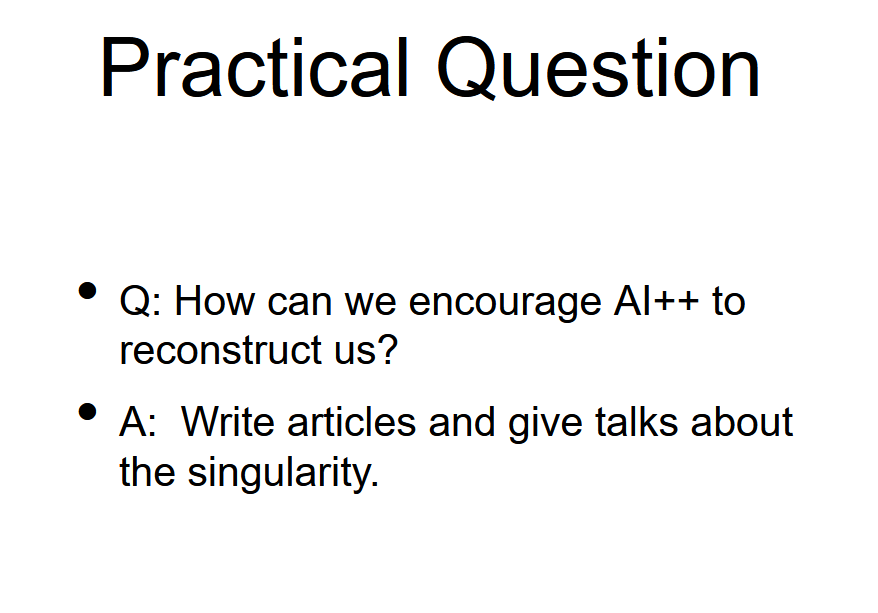 Practical Question
• Q: How can we encourage AI++ to
reconstruct us?
• A:  Write articles and give talks about
the singularity.